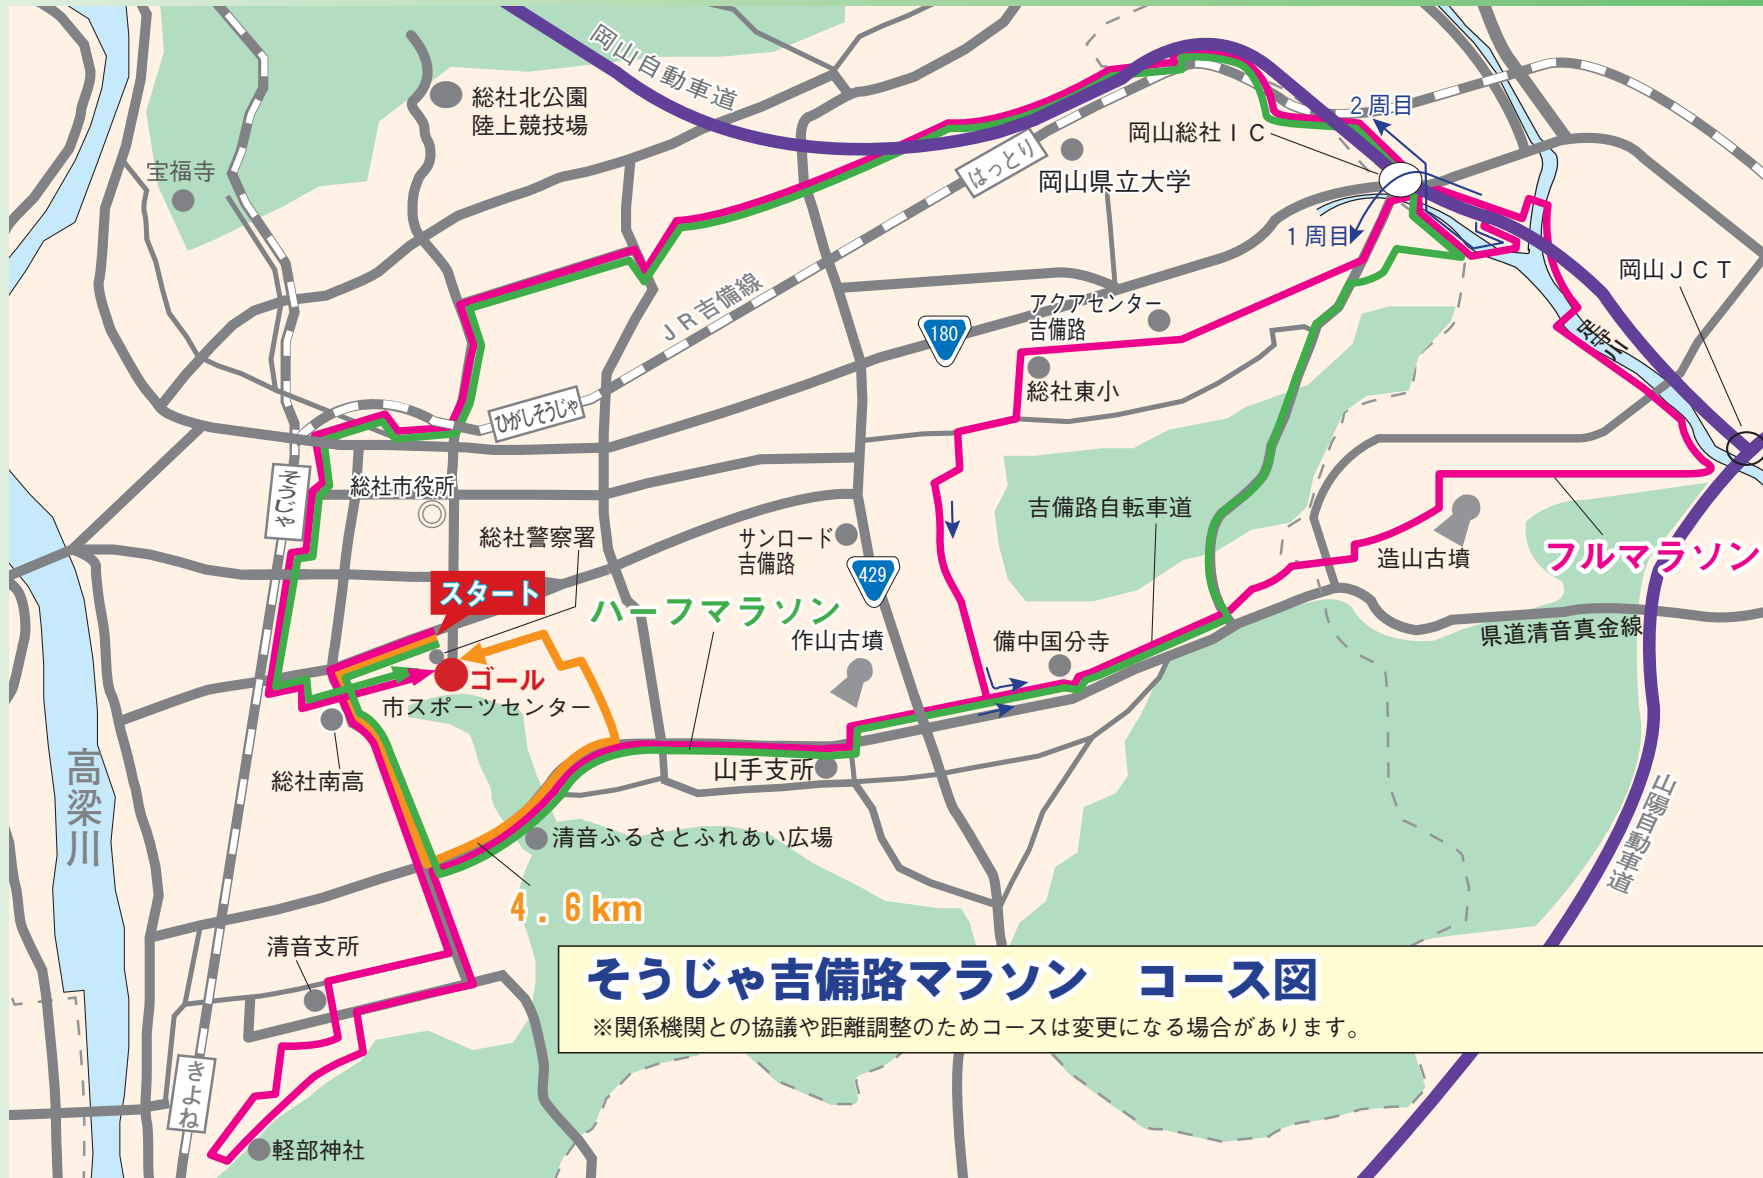 岡山自動車道
総社北公園
陸上競技場
宝福寺
2周目
岡山総社IC
はっとり
岡山県立大学
1周目
岡山JCT
JR吉備線
アクアセンター
吉備路
180
足守川
総社東小
ひがしそうじゃ
そうじゃ
総社市役所
吉備路自転車道
総社警察署
サンロード
吉備路
造山古墳
フルマラソン
429
スタート
ハーフマラソン
作山古墳
備中国分寺
県道清音真金線
ゴール
市スポーツセンター
高梁川
総社南高
山手支所
山陽自動車道
清音ふるさとふれあい広場
4.6km
清音支所
そうじゃ吉備路マラソン　コース図
※関係機関との協議や距離調整のためコースは変更になる場合があります。
きよね
軽部神社